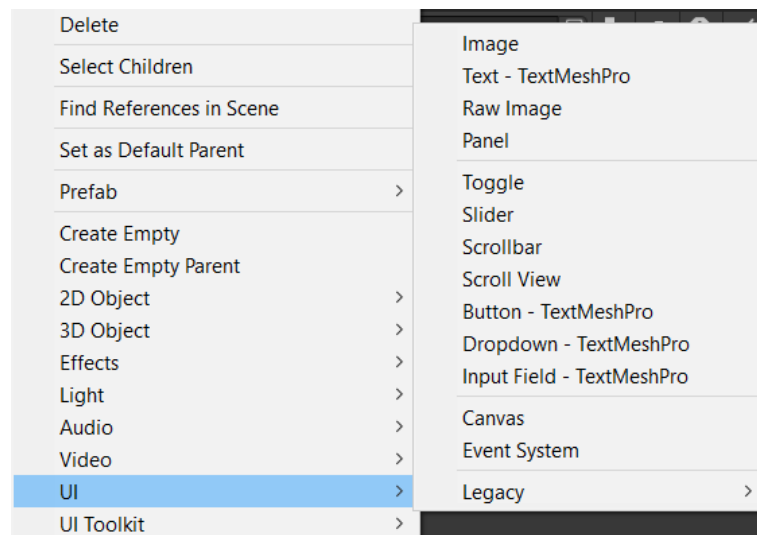 Delete
Select Children
Find References in Scene
Set as Default Parent
Prefab
Create Empty
Create Empty Parent
2D Object
3D Object
Effects
Light
Audio
Video
UI
UI Toolkit
Image
Text - TextMeshPro
Raw Image
Panel
Toggle
Slider
Scrollbar
Scroll View
Button - TextMeshPro
Dropdown - TextMeshPro
Input Field - TextMeshPro
Canvas
Event System
Legacy